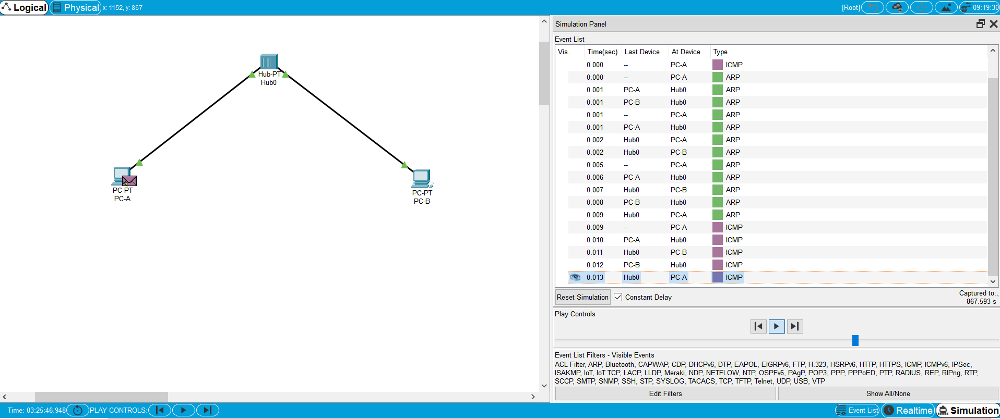 Logical Physical x: 1152, y: 867 [Root] 09:19:30
Hub-PT
Hub0
PC-PT
PC-A
PC-PT
PC-B
Simulation Panel
Event List
Vis. Time(sec) Last Device At Device Type
0.000 -- PC-A ICMP
0.000 -- PC-A ARP
0.001 PC-A Hub0 ARP
0.001 PC-B Hub0 ARP
0.001 -- PC-A ARP
0.001 PC-A Hub0 ARP
0.002 Hub0 PC-A ARP
0.002 Hub0 PC-B ARP
0.005 -- PC-A ARP
0.006 PC-A Hub0 ARP
0.007 Hub0 PC-B ARP
0.008 PC-B Hub0 ARP
0.009 Hub0 PC-A ARP
0.009 -- PC-A ICMP
0.010 PC-A Hub0 ICMP
0.011 Hub0 PC-B ICMP
0.012 PC-B Hub0 ICMP
0.013 Hub0 PC-A ICMP
Reset Simulation Constant Delay
Captured to:
867.593 s
Play Controls
Event List Filters - Visible Events
ACL Filter, ARP, Bluetooth, CAPWAP, CDP, DHCPv6, DTP, EAPOL, EIGRPv6, FTP, H.323, HSRPv6, HTTP, HTTPS, ICMP, ICMPv6, IPSec,
ISAKMP, IoT, IoT TCP, LACP, LLDP, Meraki, NDP, NETFLOW, NTP, OSPFv6, PAgP, POP3, PPP, PPPoED, PTP, RADIUS, REP, RIPng, RTP,
SCCP, SMTP, SNMP, SSH, STP, SYSLOG, TACACS, TCP, TFTP, Telnet, UDP, USB, VTP
Edit Filters Show All/None
Time: 03:25:46.948 PLAY CONTROLS: Event List Realtime Simulation